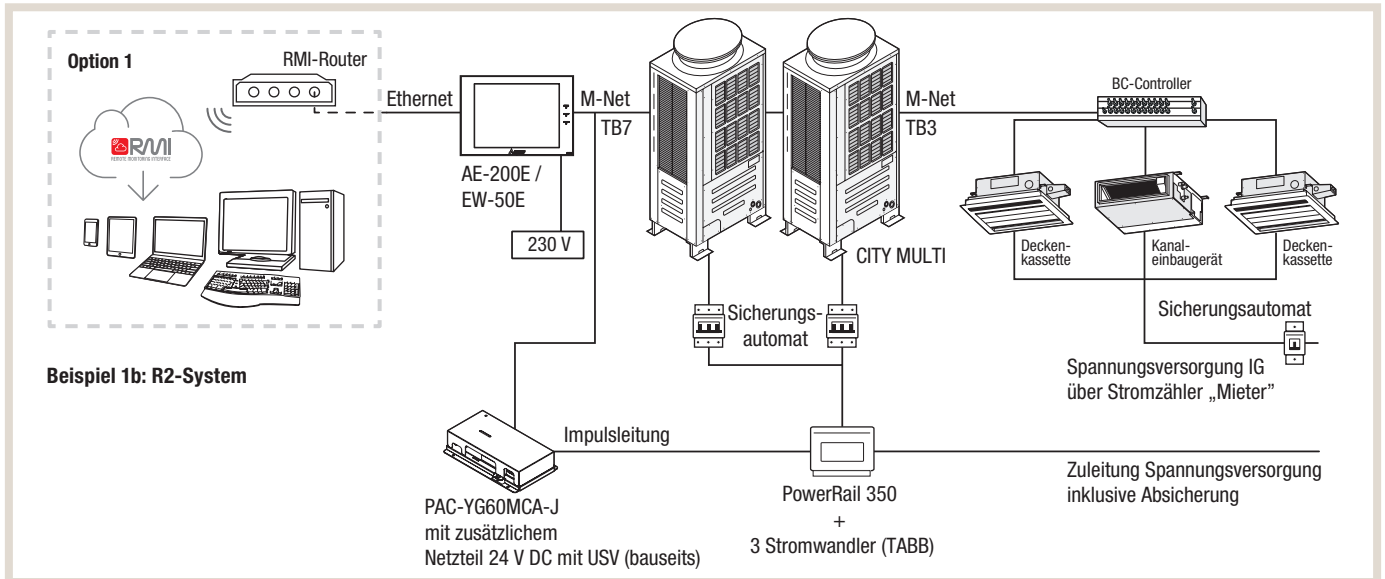 Option 1
RMI-Router
RMI
REMOTE MONITORING INTERFACE
Ethernet
AE-200E /
EW-50E
230 V
M-Net
TB7
M-Net
TB3
CITY MULTI
BC-Controller
Decken-
kassette
Kanal-
einbaugerät
Decken-
kassette
Sicherungs-
automat
Sicherungsautomat
Spannungsversorgung IG
über Stromzähler „Mieter”
Beispiel 1b: R2-System
Impulsleitung
PAC-YG60MCA-J
mit zusätzlichem
Netzteil 24 V DC mit USV (bauseits)
PowerRail 350
+
3 Stromwandler (TABB)
Zuleitung Spannungsversorgung
inklusive Absicherung